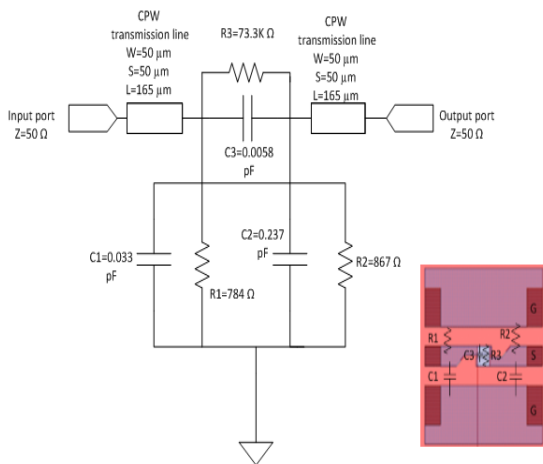 CPW
transmission line
W=50 µm
S=50 µm
L=165 µm
R3=73.3K Ω
CPW
transmission line
W=50 µm
S=50 µm
L=165 µm
Input port
Z=50 Ω
Output port
Z=50 Ω
C3=0.0058
pF
C1=0.033
pF
R1=784 Ω
C2=0.237
pF
R2=867 Ω
G
R1
R2
C3
R3
S
C1
C2
G